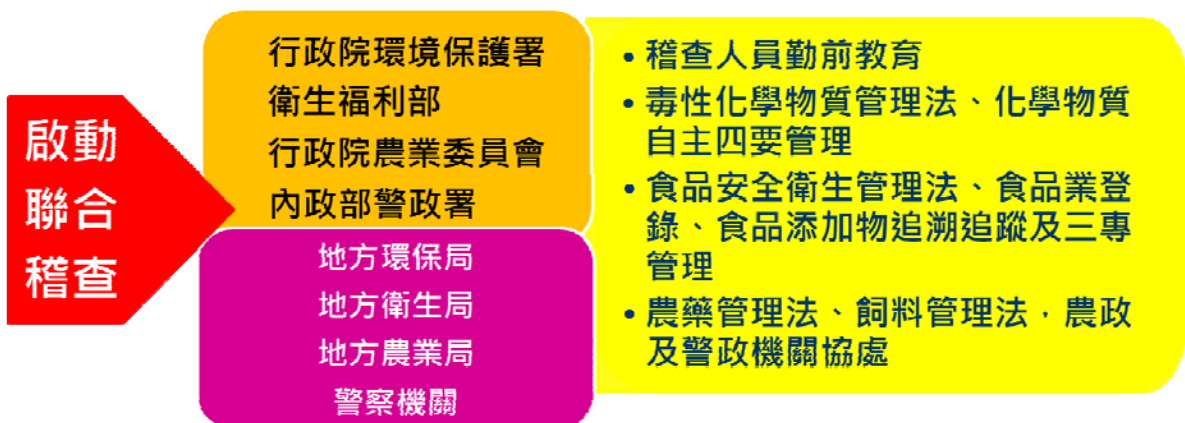 啟動
聯合
稽查
行政院環境保護署
衛生福利部
行政院農業委員會
內政部警政署
地方環保局
地方衛生局
地方農業局
警察機關
• 稽查人員勤前教育
• 毒性化學物質管理法、化學物質
自主四要管理
• 食品安全衛生管理法、食品業登
錄、食品添加物追溯追蹤及三專
管理
• 農藥管理法、飼料管理法，農政
及警政機關協處